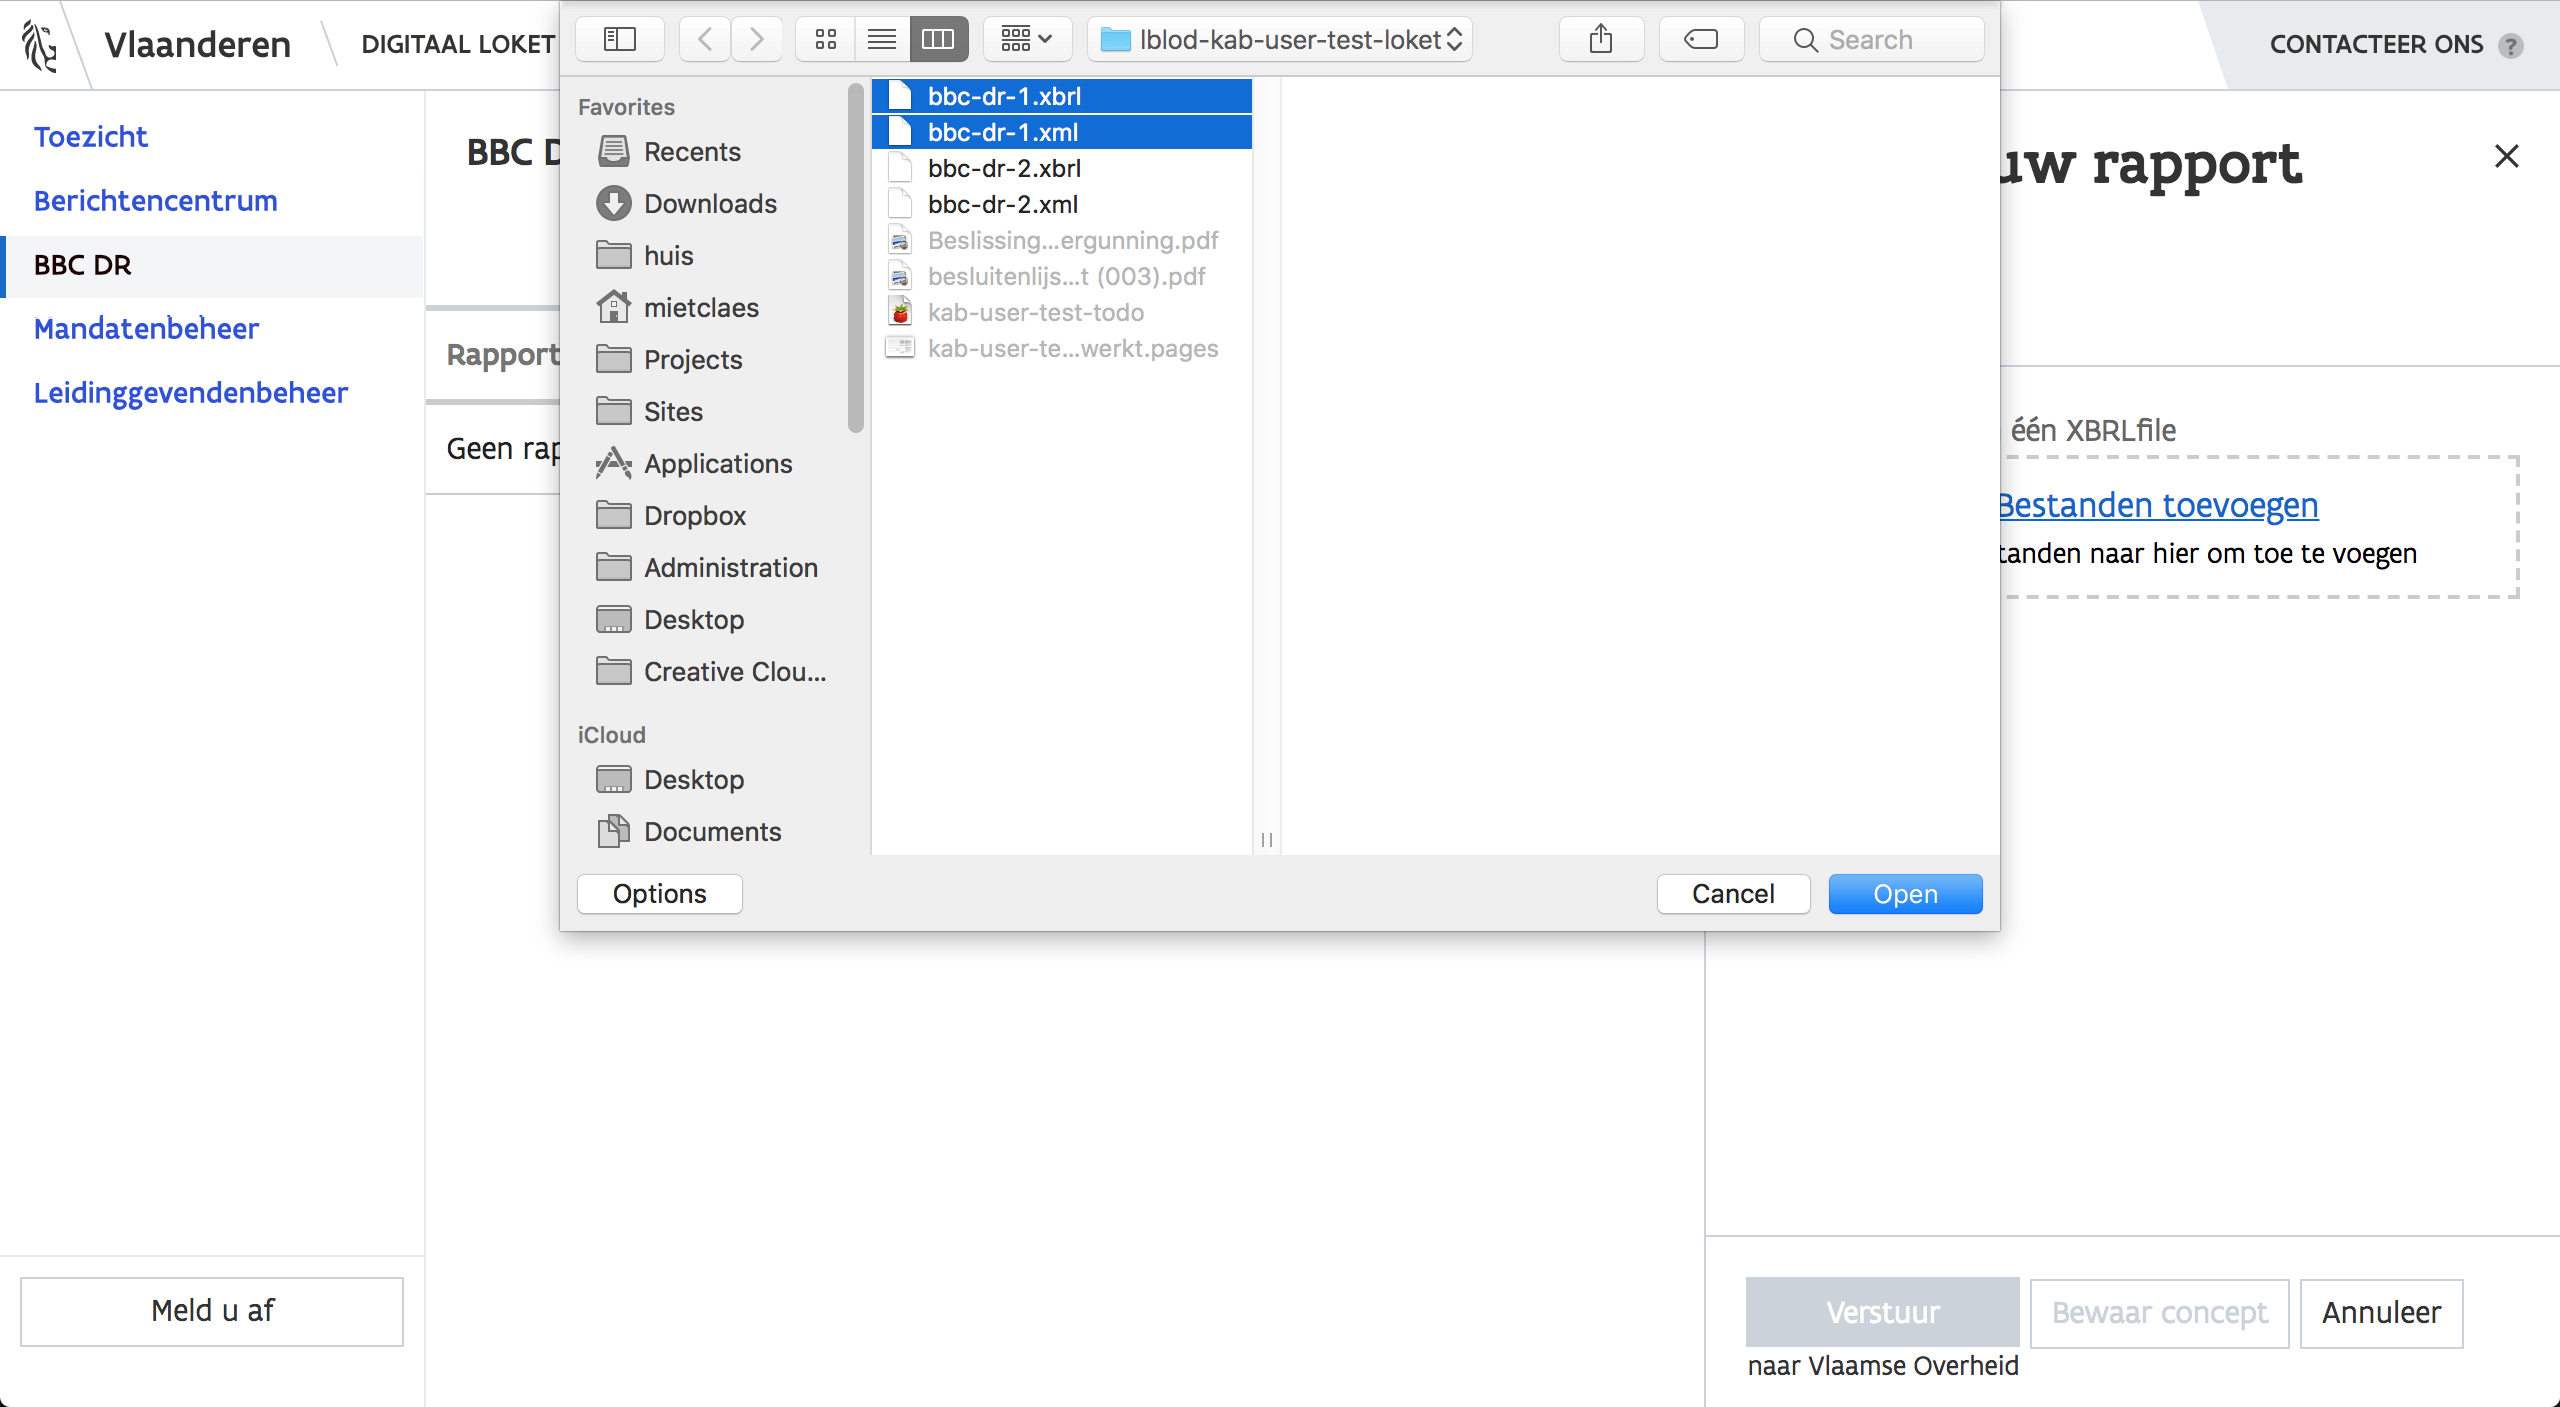 Vlaanderen
DIGITAAL LOKET
lblod-kab-user-test-loket
Search
CONTACTEER ONS ?
Toezicht
Berichtencentrum
BBC DR
Mandatenbeheer
Leidinggevendenbeheer
Meld u af
BBC D
Rapport
Geen rap
Favorites
Recents
Downloads
huis
mietclaes
Projects
Sites
Applications
Dropbox
Administration
Desktop
Creative Clou...
iCloud
Desktop
Documents
bbc-dr-1.xbrl
bbc-dr-1.xml
bbc-dr-2.xbrl
bbc-dr-2.xml
Beslissing...ergunning.pdf
besluitenlijs...t (003).pdf
kab-user-test-todo
kab-user-te...werkt.pages
Options
Cancel
Open
uw rapport
één XBRLfile
Bestanden toevoegen
tanden naar hier om toe te voegen
Verstuur
Bewaar concept
Annuleer
naar Vlaamse Overheid